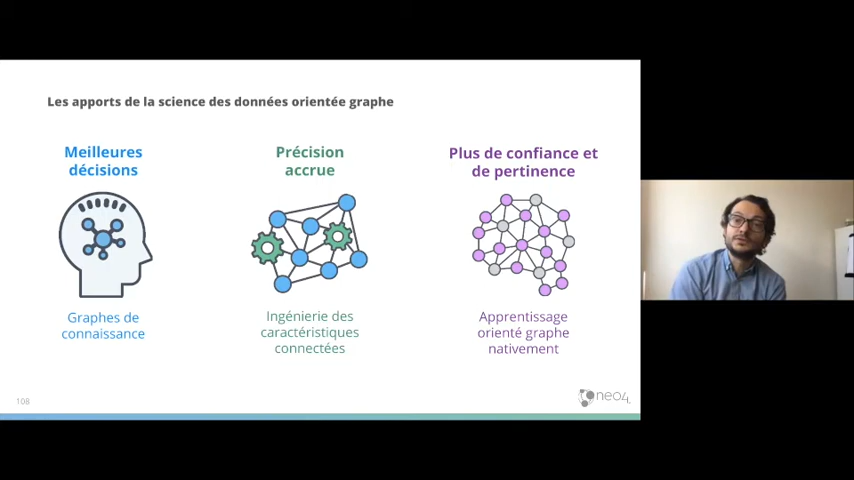 Les apports de la science des données orientée graphe
Meilleures
décisions
Précision
accrue
Plus de confiance et
de pertinence
Graphes de
connaissance
Ingénierie des
caractéristiques
connectées
Apprentissage
orienté graphe
nativement
108
neo4j